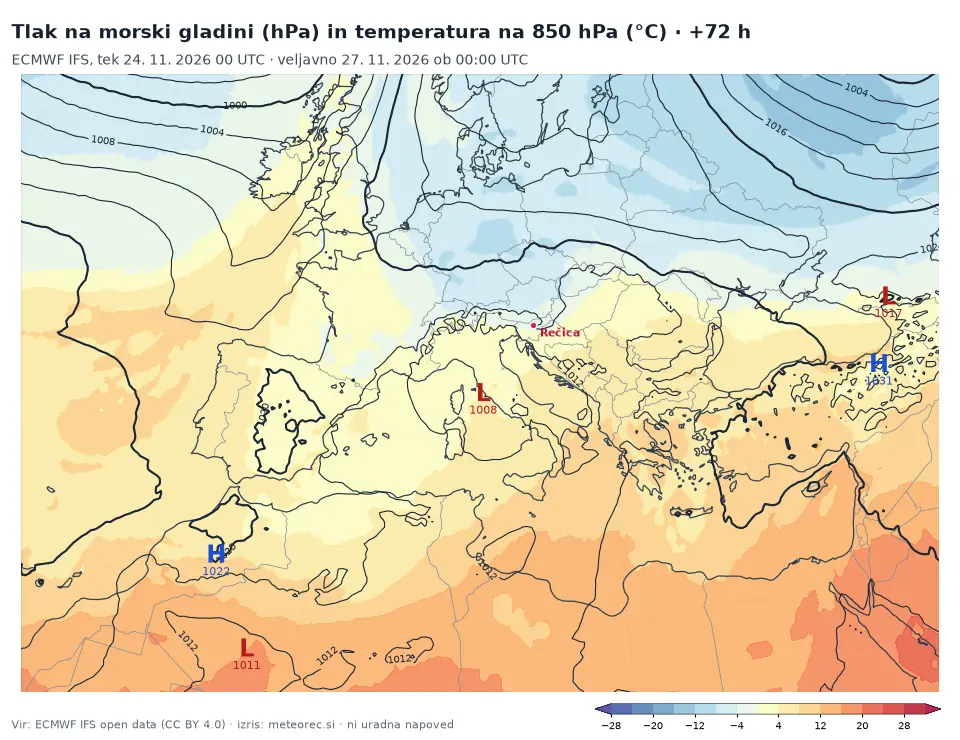 Tlak na morski gladini (hPa) in temperatura na 850 hPa (°C) · +72 h
ECMWF IFS, tek 24. 11. 2026 00 UTC · veljavno 27. 11. 2026 ob 00:00 UTC
1000
1004
1004
1008
1016
L
1017
Rečica
H
1031
1012
L
1008
H
1022
1012
1012
1012
1012
L
1011
Vir: ECMWF IFS open data (CC BY 4.0) · izris: meteorec.si · ni uradna napoved
−28 −20 −12 −4 4 12 20 28